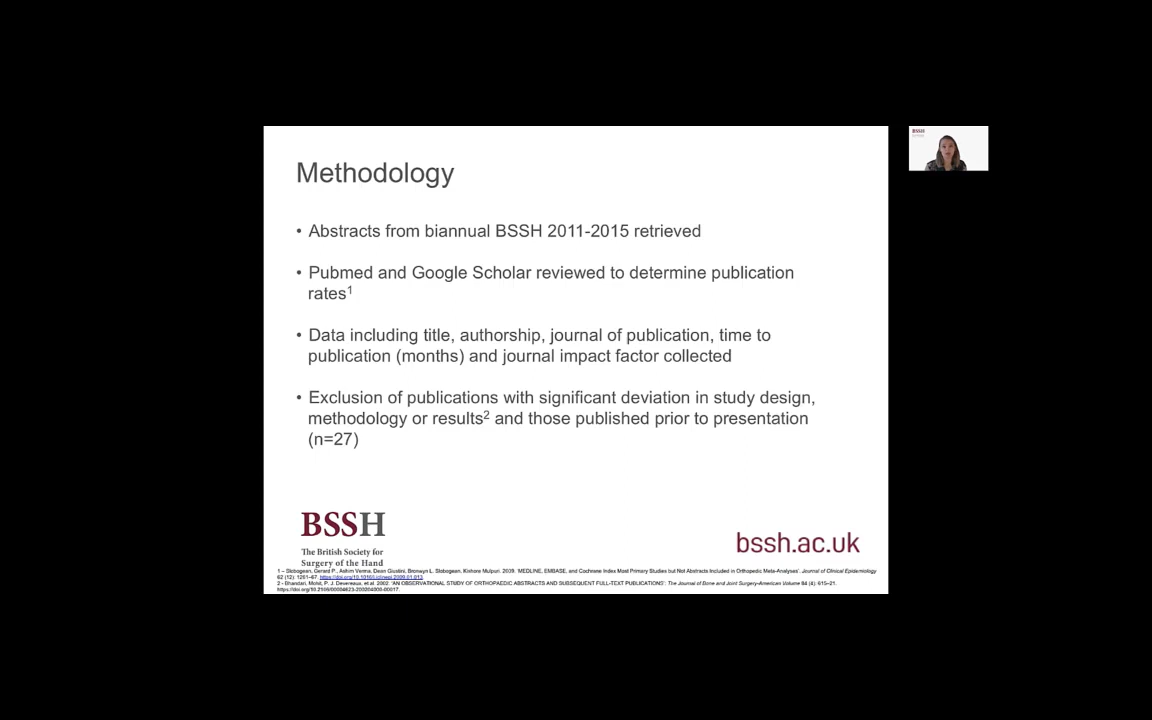 Methodology
• Abstracts from biannual BSSH 2011-2015 retrieved
• Pubmed and Google Scholar reviewed to determine publication
rates1
• Data including title, authorship, journal of publication, time to
publication (months) and journal impact factor collected
• Exclusion of publications with significant deviation in study design,
methodology or results2 and those published prior to presentation
(n=27)
BSSH
The British Society for
Surgery of the Hand
bssh.ac.uk
1 – Slobogean, Gerard P., Ashim Verma, Dean Giustini, Bronwyn L. Slobogean, Kishore Mulpuri. 2009. 'MEDLINE, EMBASE, and Cochrane Index Most Primary Studies but Not Abstracts Included in Orthopedic Meta-Analyses'. Journal of Clinical Epidemiology
62 (12): 1261–67. https://doi.org/10.1016/j.jclinepi.2009.01.013.
2 - Bhandari, Mohit, P. J. Devereaux, et al. 2002. 'AN OBSERVATIONAL STUDY OF ORTHOPAEDIC ABSTRACTS AND SUBSEQUENT FULL-TEXT PUBLICATIONS'. The Journal of Bone and Joint Surgery-American Volume 84 (4): 615–21.
https://doi.org/10.2106/00004623-200204000-00017.
BSSH